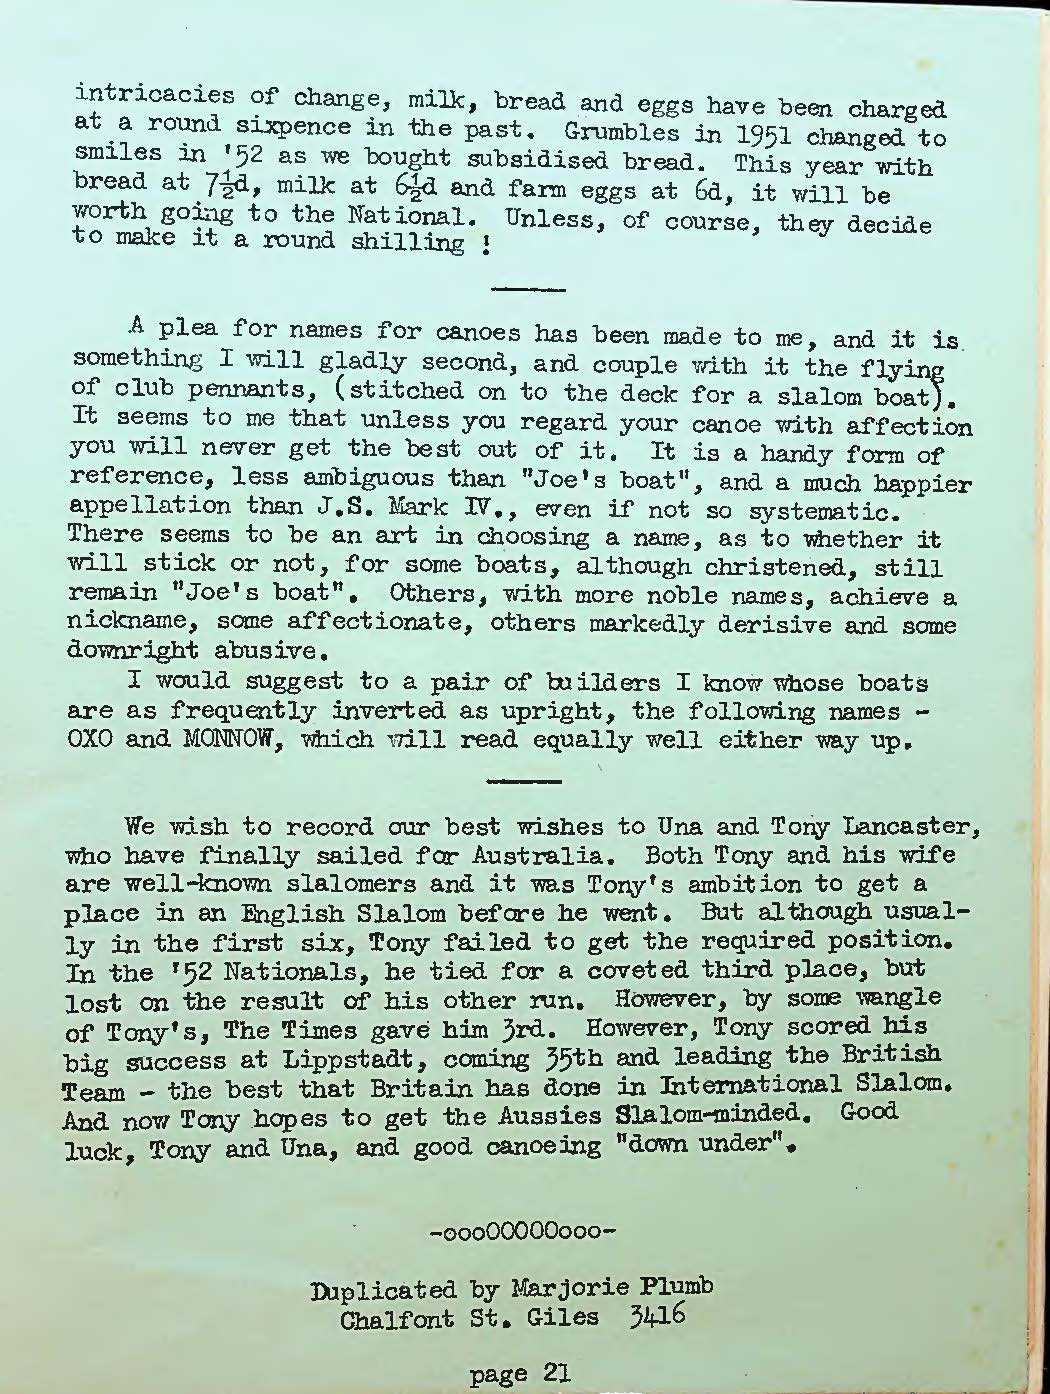 intricacies of change, milk, bread and eggs have been charged
at a round sixpence in the past. Grumbles in 1951 changed to
smiles in '52 as we bought subsidised bread. This year with
bread at 7½d, milk at 6½d and farm eggs at 6d, it will be
worth going to the National. Unless, of course, they decide
to make it a round shilling !
A plea for names for canoes has been made to me, and it is
something I will gladly second, and couple with it the flying
of club pennants, (stitched on to the deck for a slalom boat).
It seems to me that unless you regard your canoe with affection
you will never get the best out of it. It is a handy form of
reference, less ambiguous than "Joe's boat", and a much happier
appellation than J.S. Mark IV., even if not so systematic.
There seems to be an art in choosing a name, as to whether it
will stick or not, for some boats, although christened, still
remain "Joe's boat". Others, with more noble names, achieve a
nickname, some affectionate, others markedly derisive and some
downright abusive.
I would suggest to a pair of builders I know whose boats
are as frequently inverted as upright, the following names -
OXO and MONNOW, which will read equally well either way up.
We wish to record our best wishes to Una and Tony Lancaster,
who have finally sailed for Australia. Both Tony and his wife
are well-known slalomers and it was Tony's ambition to get a
place in an English Slalom before he went. But although usual-
ly in the first six, Tony failed to get the required position.
In the '52 Nationals, he tied for a coveted third place, but
lost on the result of his other run. However, by some wangle
of Tony's, The Times gave him 3rd. However, Tony scored his
big success at Lippstadt, coming 35th and leading the British
Team - the best that Britain has done in International Slalom.
And now Tony hopes to get the Aussies Slalom-minded. Good
luck, Tony and Una, and good canoeing "down under".
-oooOOOOOooo-
Duplicated by Marjorie Plumb
Chalfont St. Giles 3416
page 21